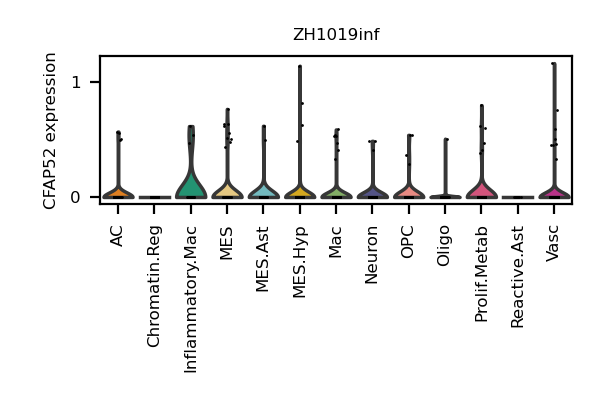 ZH1019inf
CFAP52 expression
1
0
AC
Chromatin.Reg
Inflammatory.Mac
MES
MES.Ast
MES.Hyp
Mac
Neuron
OPC
Oligo
Prolif.Metab
Reactive.Ast
Vasc